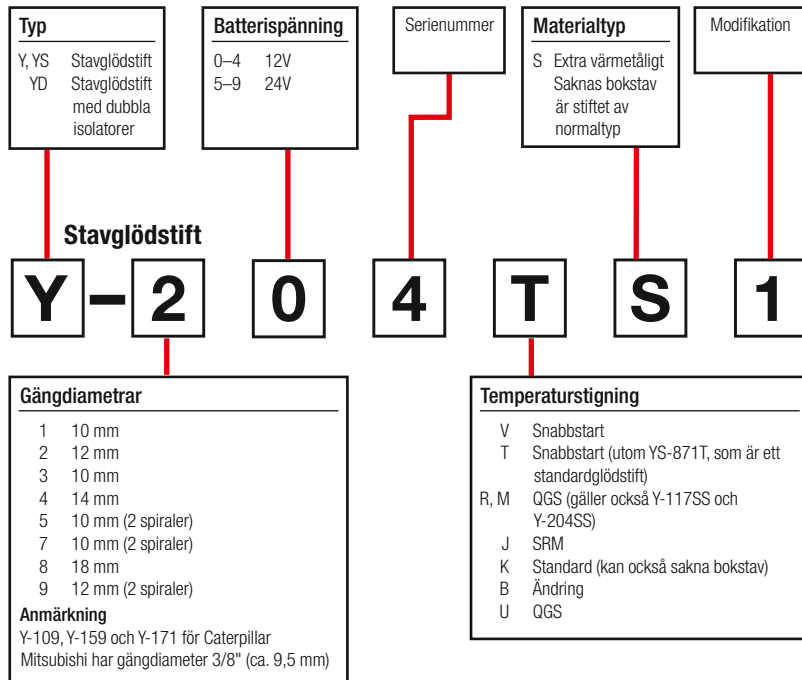 Typ
Y, YS Stavglödstift
YD Stavglödstift
med dubbla
isolatorer
Batterispänning
0–4 12V
5–9 24V
Serienummer
Materialtyp
S Extra värmetåligt
Saknas bokstav
är stiftet av
normaltyp
Modifikation
Stavglödstift
Y–2 0 4 T S 1
Gängdiametrar
1 10 mm
2 12 mm
3 10 mm
4 14 mm
5 10 mm (2 spiraler)
7 10 mm (2 spiraler)
8 18 mm
9 12 mm (2 spiraler)
Anmärkning
Y-109, Y-159 och Y-171 för Caterpillar
Mitsubishi har gängdiameter 3/8" (ca. 9,5 mm)
Temperaturstigning
V Snabbstart
T Snabbstart (utom YS-871T, som är ett
standardglödstift)
R, M QGS (gäller också Y-117SS och
Y-204SS)
J SRM
K Standard (kan också sakna bokstav)
B Ändring
U QGS